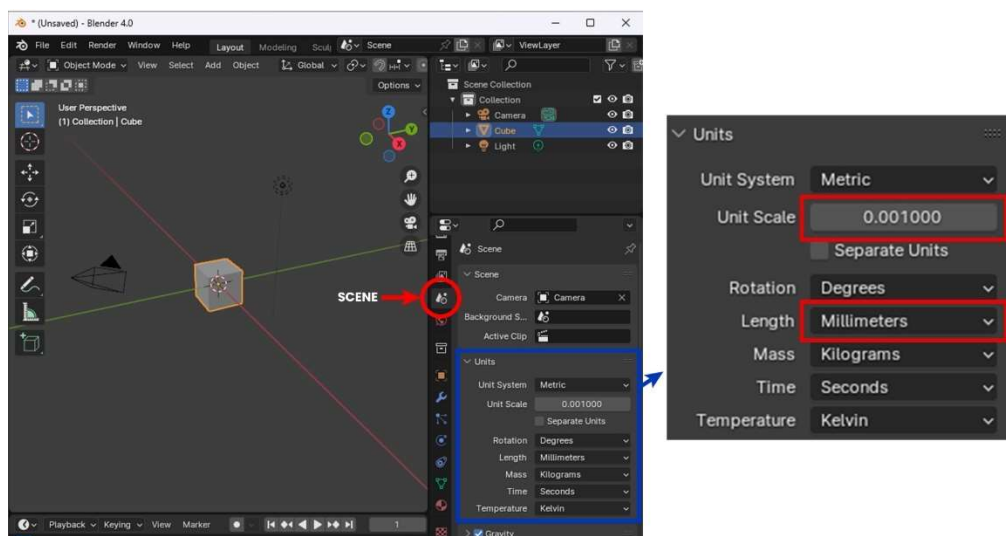 * (Unsaved) - Blender 4.0
File Edit Render Window Help Layout Modeling Scene ViewLayer
Object Mode View Select Add Object Global
Options
User Perspective
(1) Collection | Cube
Z
Y
X
Scene Collection
Collection
Camera
Cube
Light
Scene
Scene
Camera Camera
Background S...
Active Clip
SCENE
Units
Unit System Metric
Unit Scale 0.001000
Separate Units
Rotation Degrees
Length Millimeters
Mass Kilograms
Time Seconds
Temperature Kelvin
Gravity
Playback Keying View Marker 1
Units
Unit System Metric
Unit Scale 0.001000
Separate Units
Rotation Degrees
Length Millimeters
Mass Kilograms
Time Seconds
Temperature Kelvin